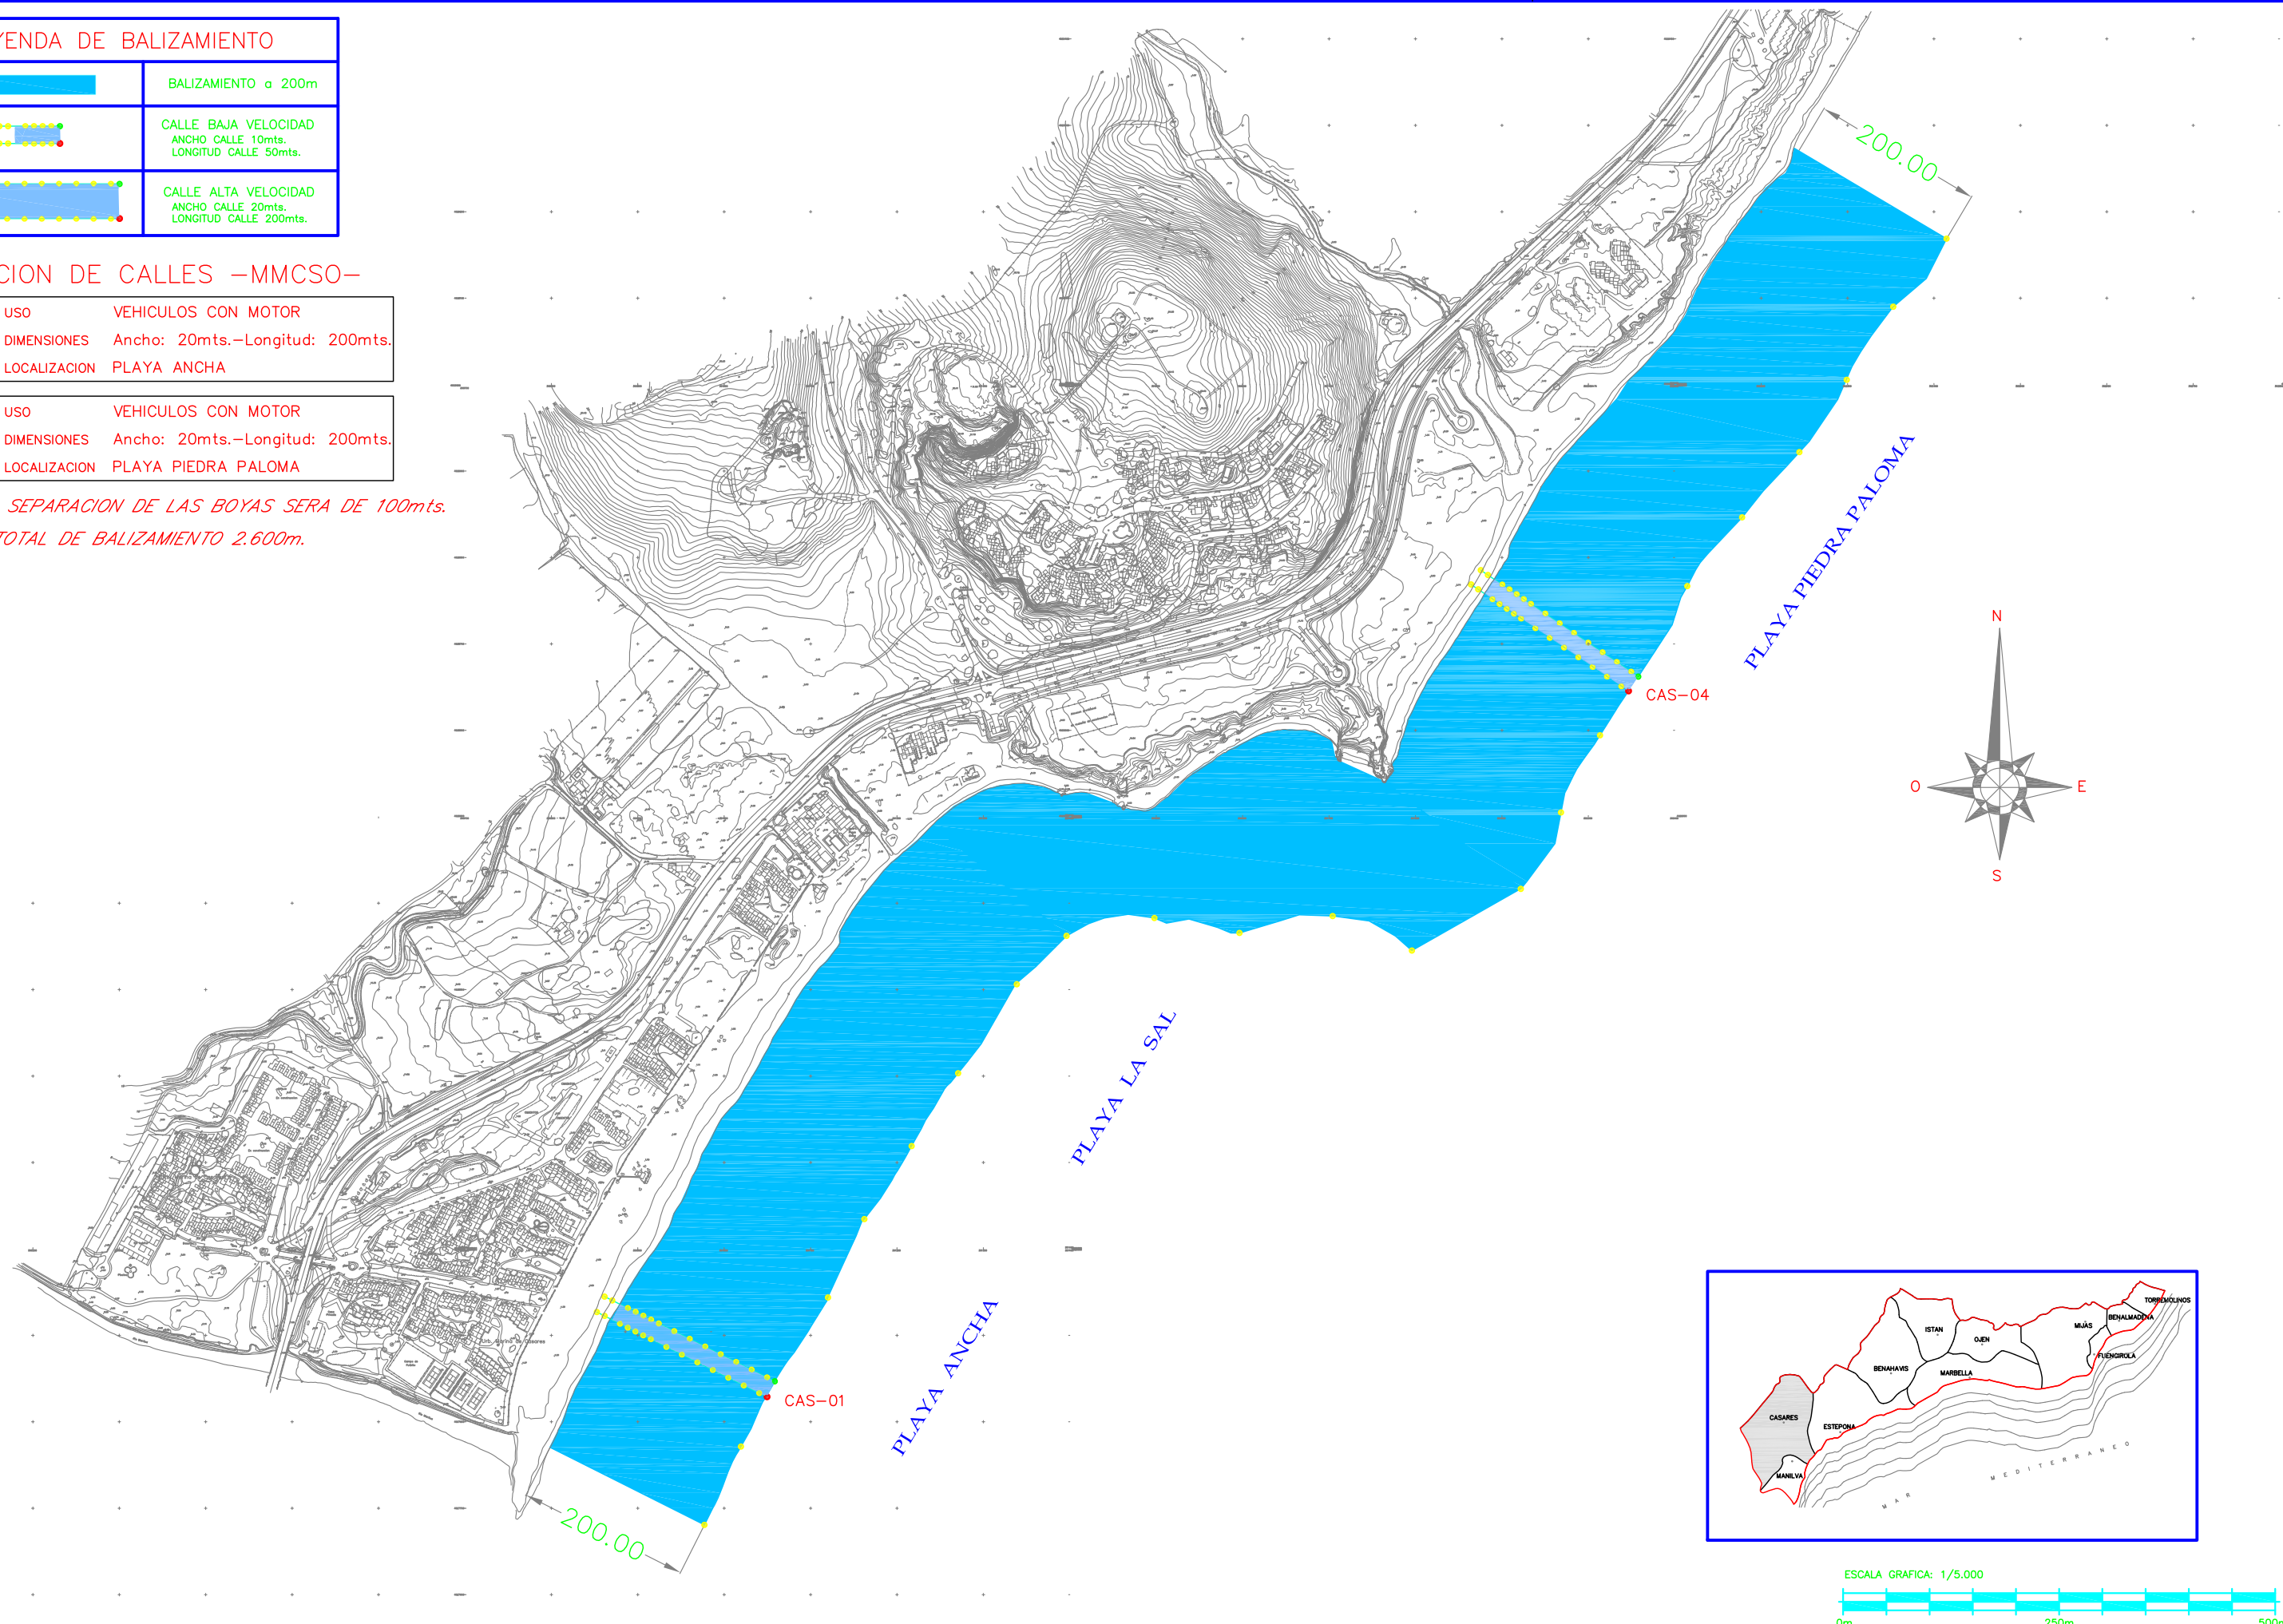 YENDA DE BALIZAMIENTO
BALIZAMIENTO a 200m
CALLE BAJA VELOCIDAD
ANCHO CALLE 10mts.
LONGITUD CALLE 50mts.
CALLE ALTA VELOCIDAD
ANCHO CALLE 20mts.
LONGITUD CALLE 200mts.
CION DE CALLES -MMCSO-
USO VEHICULOS CON MOTOR
DIMENSIONES Ancho: 20mts.-Longitud: 200mts.
LOCALIZACION PLAYA ANCHA
USO VEHICULOS CON MOTOR
DIMENSIONES Ancho: 20mts.-Longitud: 200mts.
LOCALIZACION PLAYA PIEDRA PALOMA
SEPARACION DE LAS BOYAS SERA DE 100mts.
TOTAL DE BALIZAMIENTO 2.600m.
200.00
PLAYA PIEDRA PALOMA
CAS-04
N
O
E
S
PLAYA LA SAL
PLAYA ANCHA
CAS-01
200.00
TORREMOLINOS
BENALMADENA
MIJAS
FUENGIROLA
ISTAN
OJEN
BENAHAVIS
MARBELLA
CASARES
ESTEPONA
MANILVA
MAR MEDITERRANEO
ESCALA GRAFICA: 1/5.000
0m 250m 500m